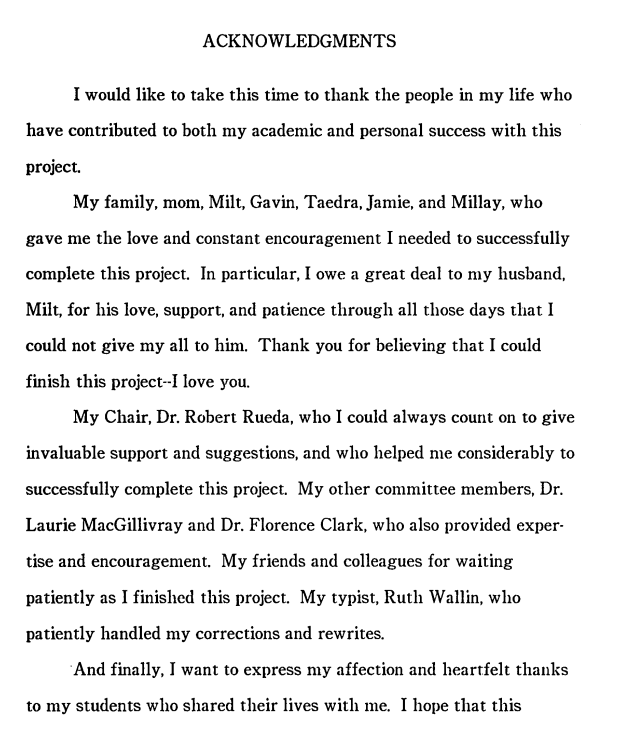 ACKNOWLEDGMENTS
I would like to take this time to thank the people in my life who
have contributed to both my academic and personal success with this
project.
My family, mom, Milt, Gavin, Taedra, Jamie, and Millay, who
gave me the love and constant encouragement I needed to successfully
complete this project. In particular, I owe a great deal to my husband,
Milt, for his love, support, and patience through all those days that I
could not give my all to him. Thank you for believing that I could
finish this project--I love you.
My Chair, Dr. Robert Rueda, who I could always count on to give
invaluable support and suggestions, and who helped me considerably to
successfully complete this project. My other committee members, Dr.
Laurie MacGillivray and Dr. Florence Clark, who also provided exper-
tise and encouragement. My friends and colleagues for waiting
patiently as I finished this project. My typist, Ruth Wallin, who
patiently handled my corrections and rewrites.
And finally, I want to express my affection and heartfelt thanks
to my students who shared their lives with me. I hope that this